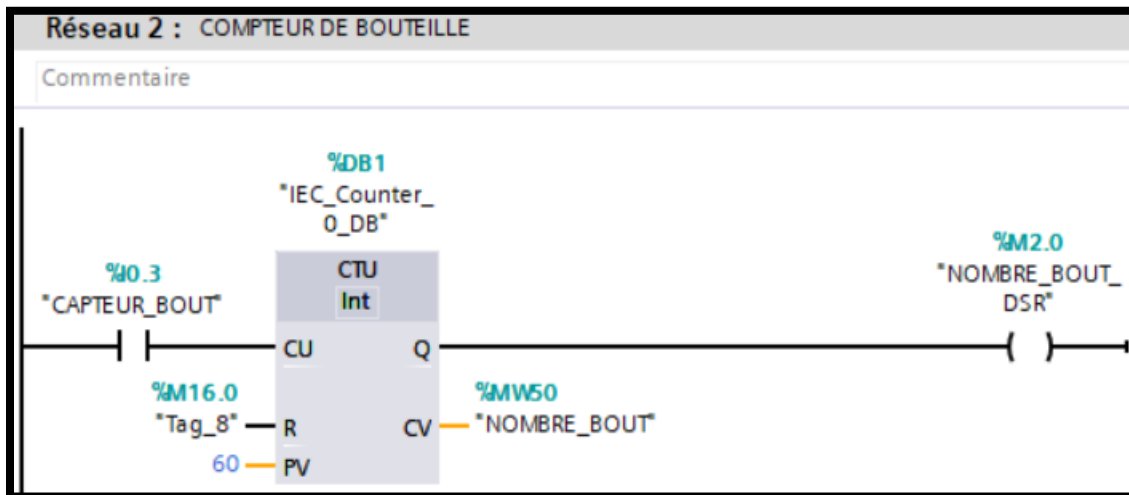 Réseau 2 : COMPTEUR DE BOUTEILLE
Commentaire
%DB1
"IEC_Counter_
0_DB"
%I0.3
"CAPTEUR_BOUT"
CTU
Int
%M2.0
"NOMBRE_BOUT_
DSR"
CU
Q
%M16.0
"Tag_8"
R
%MW50
CV
"NOMBRE_BOUT"
60
PV